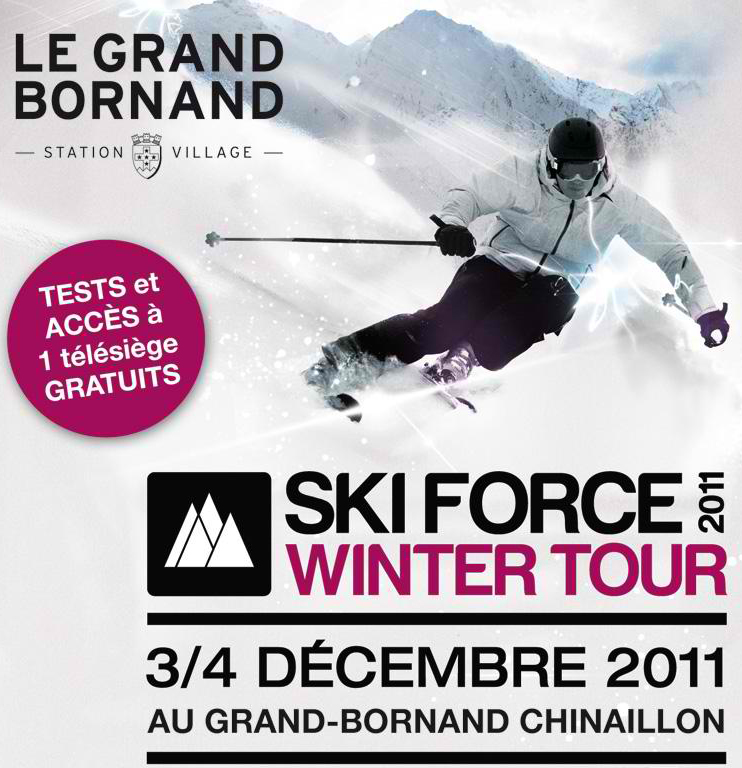 LE GRAND
BORNAND
STATION VILLAGE
TESTS et
ACCÈS à
1 télésiège
GRATUITS
SKI FORCE 2011
WINTER TOUR
3/4 DÉCEMBRE 2011
AU GRAND-BORNAND CHINAILLON